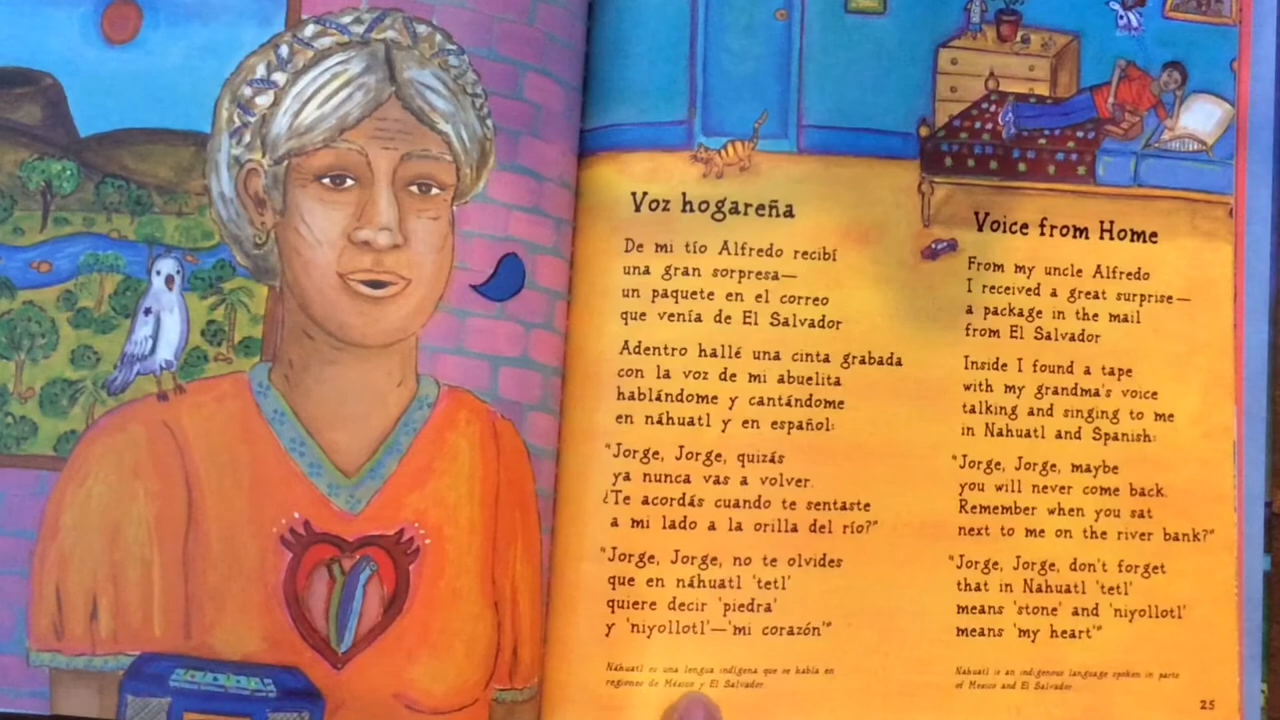 Voz hogareña
De mi tío Alfredo recibí
una gran sorpresa—
un paquete en el correo
que venía de El Salvador
Adentro hallé una cinta grabada
con la voz de mi abuelita
hablándome y cantándome
en náhuatl y en español:
"Jorge, Jorge, quizás
ya nunca vas a volver.
¿Te acordás cuando te sentaste
a mi lado a la orilla del río?"
"Jorge, Jorge, no te olvides
que en náhuatl 'tetl'
quiere decir 'piedra'
y 'niyollotl'—'mi corazón'"
Náhuatl es una lengua indígena que se habla en
regiones de México y El Salvador
Voice from Home
From my uncle Alfredo
I received a great surprise—
a package in the mail
from El Salvador
Inside I found a tape
with my grandma's voice
talking and singing to me
in Nahuatl and Spanish:
"Jorge, Jorge, maybe
you will never come back.
Remember when you sat
next to me on the river bank?"
"Jorge, Jorge, don't forget
that in Nahuatl 'tetl'
means 'stone' and 'niyollotl'
means 'my heart'"
Nahuatl is an indigenous language spoken in parts
of Mexico and El Salvador
25